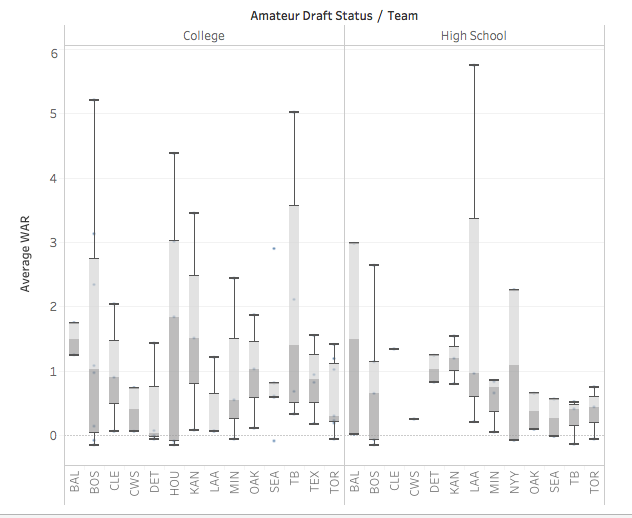 Amateur Draft Status / Team
College High School
6
5
4
3
2
1
0
Average WAR
BAL BOS CLE CWS DET HOU KAN LAA MIN OAK SEA TB TEX TOR BAL BOS CLE CWS DET KAN LAA MIN NYY OAK SEA TB TOR